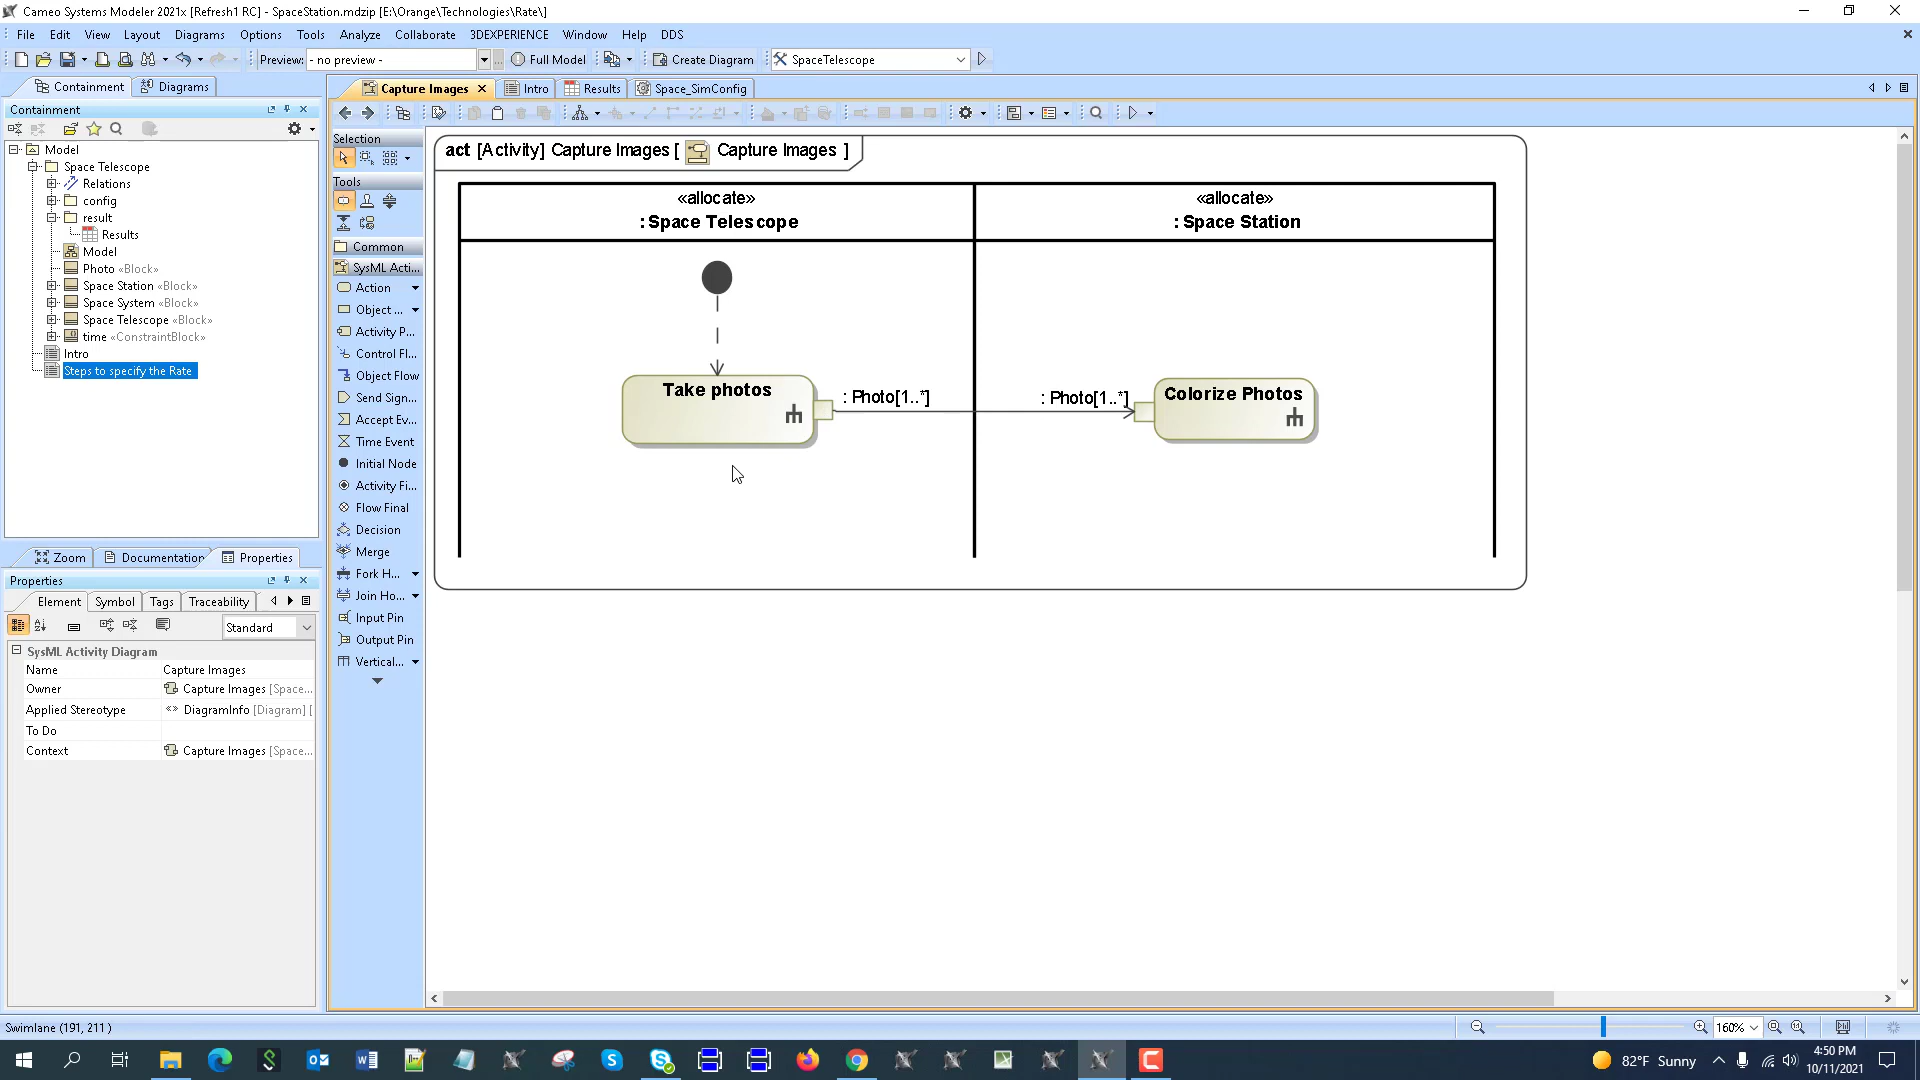 Cameo Systems Modeler 2021x [Refresh1 RC] - SpaceStation.mdzip [E:\Orange\Technologies\Rate\]
File Edit View Layout Diagrams Options Tools Analyze Collaborate 3DEXPERIENCE Window Help DDS
Preview: - no preview - ... Full Model Create Diagram SpaceTelescope
Containment Diagrams
Capture Images Intro Results Space_SimConfig
Containment
Model
Space Telescope
Relations
config
result
Results
Model
Photo «Block»
Space Station «Block»
Space System «Block»
Space Telescope «Block»
time «ConstraintBlock»
Intro
Steps to specify the Rate
Zoom Documentation Properties
Properties
Element Symbol Tags Traceability
Standard
SysML Activity Diagram
Name Capture Images
Owner Capture Images [Space...
Applied Stereotype «» DiagramInfo [Diagram] [
To Do
Context Capture Images [Space...
Selection
Tools
Common
SysML Acti...
Action
Object ...
Activity P...
Control Fl...
Object Flow
Send Sign...
Accept Ev...
Time Event
Initial Node
Activity Fi...
Flow Final
Decision
Merge
Fork H...
Join Ho...
Input Pin
Output Pin
Vertical...
act [Activity] Capture Images [ Capture Images ]
«allocate»
: Space Telescope
«allocate»
: Space Station
Take photos
: Photo[1..*]
: Photo[1..*]
Colorize Photos
Swimlane (191, 211 )
160%
82°F Sunny
4:50 PM
10/11/2021